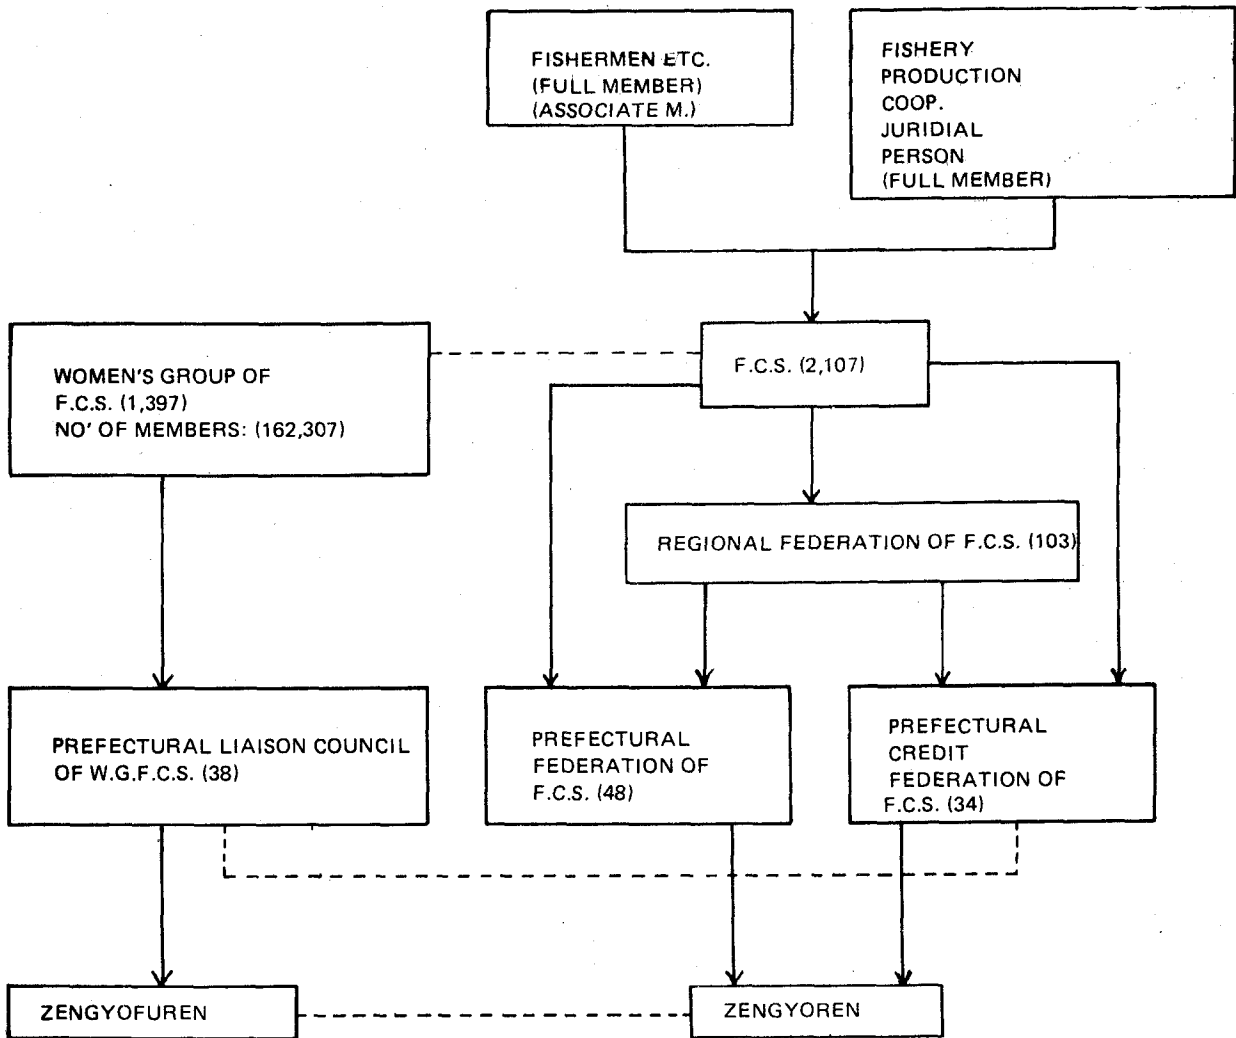 FISHERMEN ETC.
(FULL MEMBER)
(ASSOCIATE M.)
FISHERY
PRODUCTION
COOP.
JURIDIAL
PERSON
(FULL MEMBER)
WOMEN'S GROUP OF
F.C.S. (1,397)
NO' OF MEMBERS: (162,307)
F.C.S. (2,107)
REGIONAL FEDERATION OF F.C.S. (103)
PREFECTURAL LIAISON COUNCIL
OF W.G.F.C.S. (38)
PREFECTURAL
FEDERATION OF
F.C.S. (48)
PREFECTURAL
CREDIT
FEDERATION OF
F.C.S. (34)
ZENGYOFUREN
ZENGYOREN